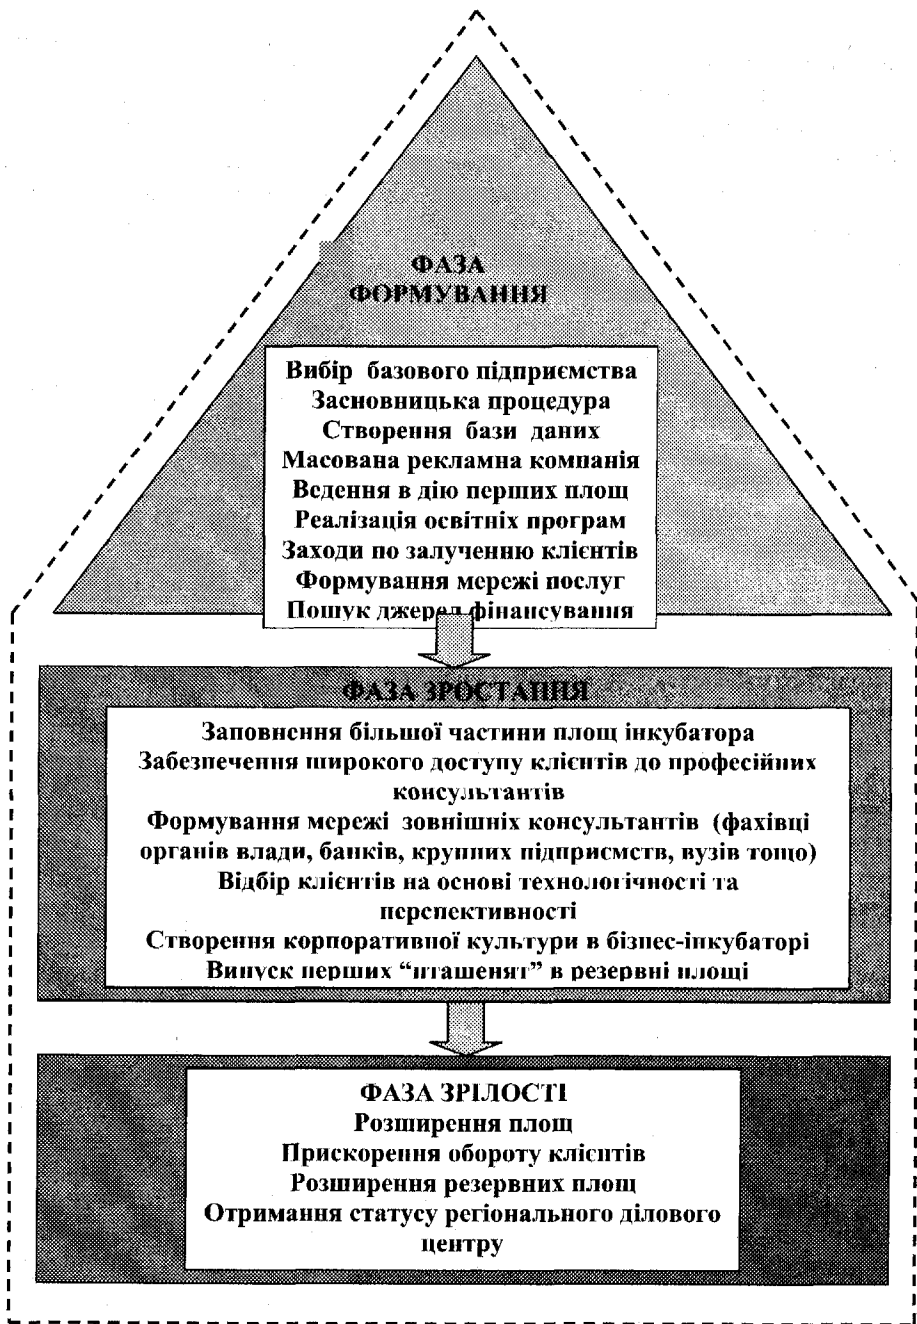 ФАЗА
ФОРМУВАННЯ
Вибір базового підприємства
Засновницька процедура
Створення бази даних
Масована рекламна компанія
Ведення в дію перших площ
Реалізація освітніх програм
Заходи по залученню клієнтів
Формування мережі послуг
Пошук джерел фінансування
ФАЗА ЗРОСТАННЯ
Заповнення більшої частини площ інкубатора
Забезпечення широкого доступу клієнтів до професійних
консультантів
Формування мережі зовнішніх консультантів (фахівці
органів влади, банків, крупних підприємств, вузів тощо)
Відбір клієнтів на основі технологічності та
перспективності
Створення корпоративної культури в бізнес-інкубаторі
Випуск перших “пташенят” в резервні площі
ФАЗА ЗРІЛОСТІ
Розширення площ
Прискорення обороту клієнтів
Розширення резервних площ
Отримання статусу регіонального ділового
центру